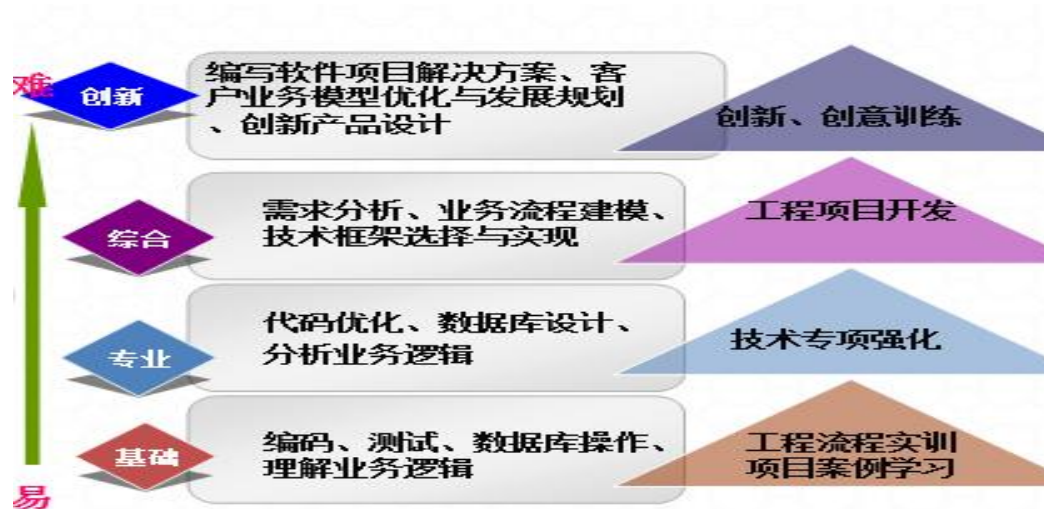 难
创新
编写软件项目解决方案、客
户业务模型优化与发展规划
、创新产品设计
创新、创意训练
综合
需求分析、业务流程建模、
技术框架选择与实现
工程项目开发
专业
代码优化、数据库设计、
分析业务逻辑
技术专项强化
基础
编码、测试、数据库操作、
理解业务逻辑
工程流程实训
项目案例学习
易